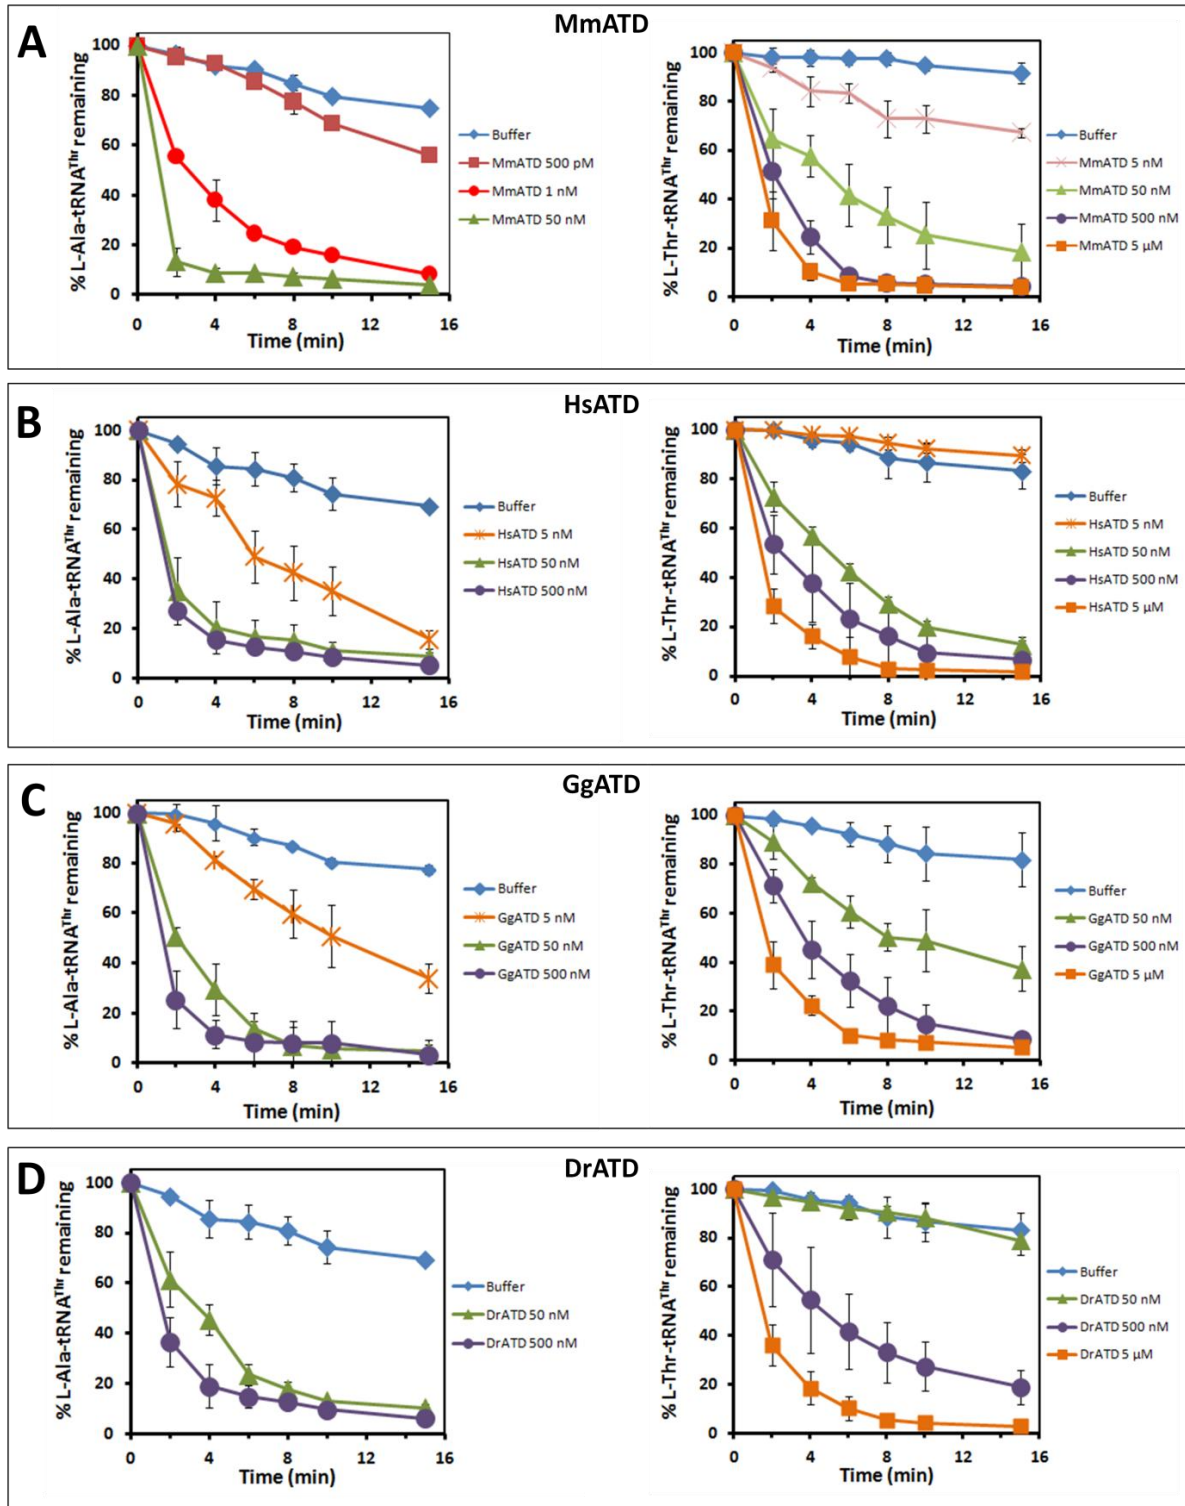 A
MmATD
% L-Ala-tRNAThr remaining
100
80
60
40
20
0
0 4 8 12 16
Time (min)
Buffer
MmATD 500 pM
MmATD 1 nM
MmATD 50 nM
% L-Thr-tRNAThr remaining
100
80
60
40
20
0
0 4 8 12 16
Time (min)
Buffer
MmATD 5 nM
MmATD 50 nM
MmATD 500 nM
MmATD 5 µM
B
HsATD
% L-Ala-tRNAThr remaining
100
80
60
40
20
0
0 4 8 12 16
Time (min)
Buffer
HsATD 5 nM
HsATD 50 nM
HsATD 500 nM
% L-Thr-tRNAThr remaining
100
80
60
40
20
0
0 4 8 12 16
Time (min)
Buffer
HsATD 5 nM
HsATD 50 nM
HsATD 500 nM
HsATD 5 µM
C
GgATD
% L-Ala-tRNAThr remaining
100
80
60
40
20
0
0 4 8 12 16
Time (min)
Buffer
GgATD 5 nM
GgATD 50 nM
GgATD 500 nM
% L-Thr-tRNAThr remaining
100
80
60
40
20
0
0 4 8 12 16
Time (min)
Buffer
GgATD 50 nM
GgATD 500 nM
GgATD 5 µM
D
DrATD
% L-Ala-tRNAThr remaining
100
80
60
40
20
0
0 4 8 12 16
Time (min)
Buffer
DrATD 50 nM
DrATD 500 nM
% L-Thr-tRNAThr remaining
100
80
60
40
20
0
0 4 8 12 16
Time (min)
Buffer
DrATD 50 nM
DrATD 500 nM
DrATD 5 µM